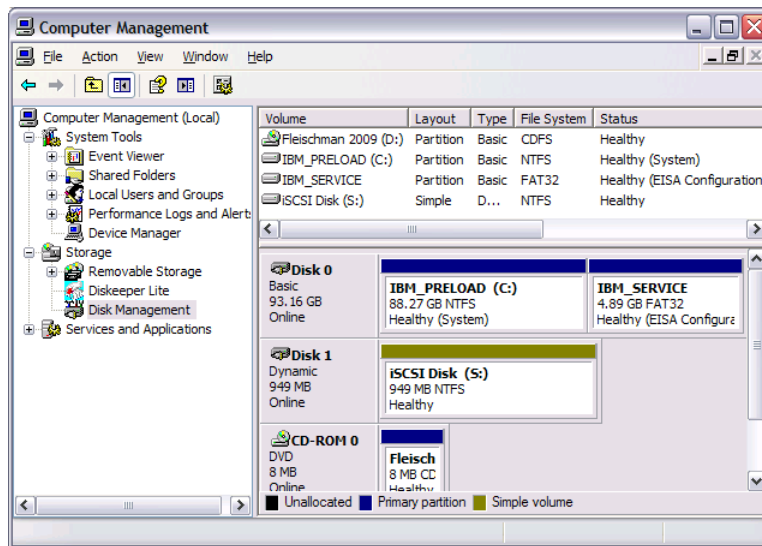 Computer Management
File Action View Window Help
Computer Management (Local)
System Tools
Event Viewer
Shared Folders
Local Users and Groups
Performance Logs and Alert
Device Manager
Storage
Removable Storage
Diskeeper Lite
Disk Management
Services and Applications
Volume Layout Type File System Status
Fleischman 2009 (D:) Partition Basic CDFS Healthy
IBM_PRELOAD (C:) Partition Basic NTFS Healthy (System)
IBM_SERVICE Partition Basic FAT32 Healthy (EISA Configuration
iSCSI Disk (S:) Simple D... NTFS Healthy
Disk 0
Basic
93.16 GB
Online
IBM_PRELOAD (C:)
88.27 GB NTFS
Healthy (System)
IBM_SERVICE
4.89 GB FAT32
Healthy (EISA Configura
Disk 1
Dynamic
949 MB
Online
iSCSI Disk (S:)
949 MB NTFS
Healthy
CD-ROM 0
DVD
8 MB
Online
Fleisch
8 MB CD
Healthy
Unallocated Primary partition Simple volume